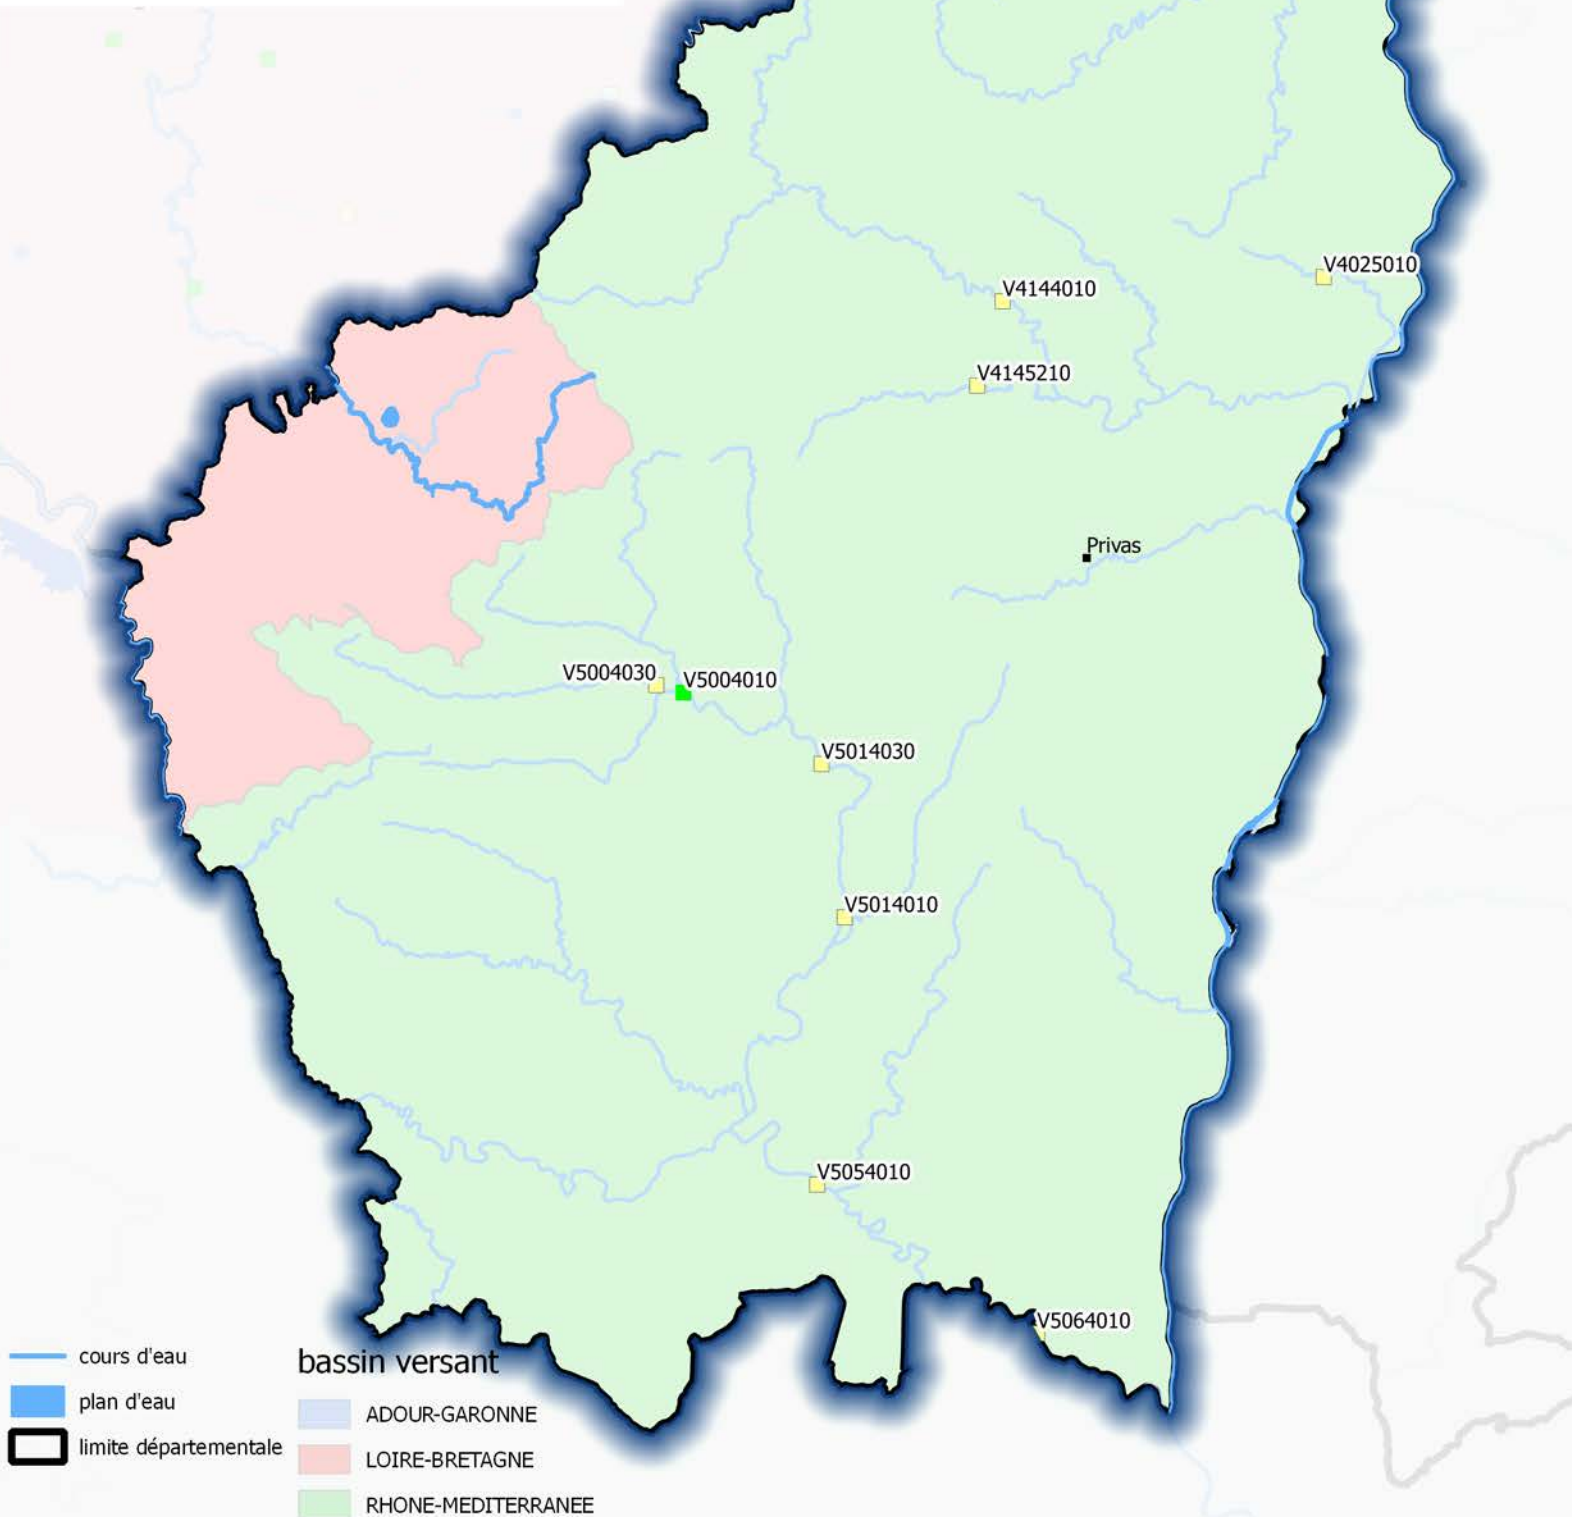 V4025010
V4144010
V4145210
Privas
V5004030
V5004010
V5014030
V5014010
V5054010
V5064010
cours d'eau
plan d'eau
limite départementale
bassin versant
ADOUR-GARONNE
LOIRE-BRETAGNE
RHONE-MEDITERRANEE